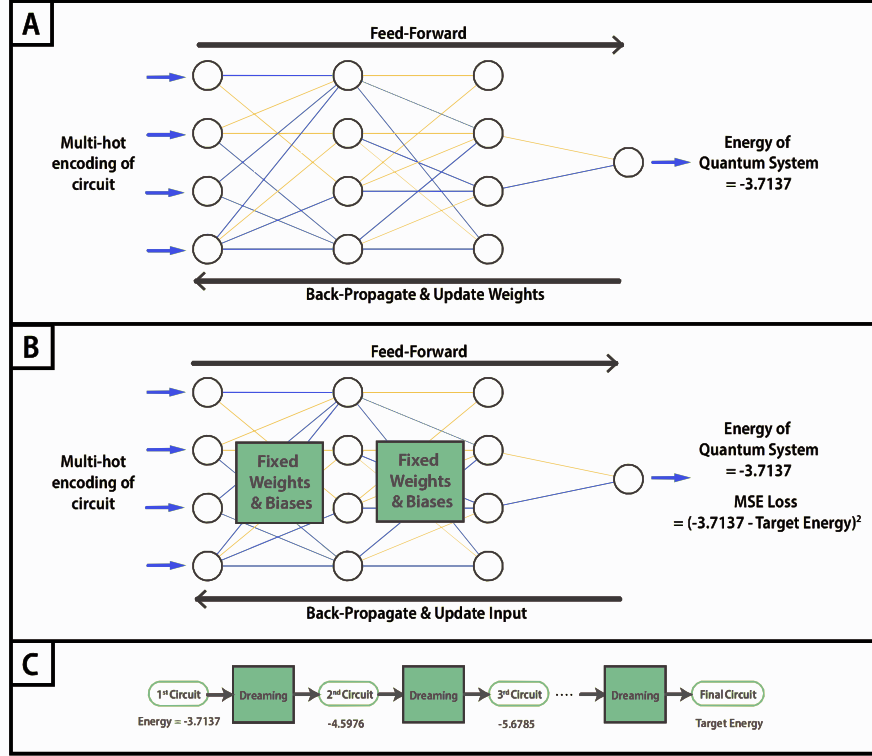 A
Feed-Forward
Multi-hot
encoding of
circuit
Energy of
Quantum System
= -3.7137
Back-Propagate & Update Weights
B
Feed-Forward
Multi-hot
encoding of
circuit
Fixed
Weights
& Biases
Fixed
Weights
& Biases
Energy of
Quantum System
= -3.7137
MSE Loss
= (-3.7137 - Target Energy)²
Back-Propagate & Update Input
C
1st Circuit
Dreaming
2nd Circuit
Dreaming
3rd Circuit
....
Dreaming
Final Circuit
Energy = -3.7137
-4.5976
-5.6785
Target Energy